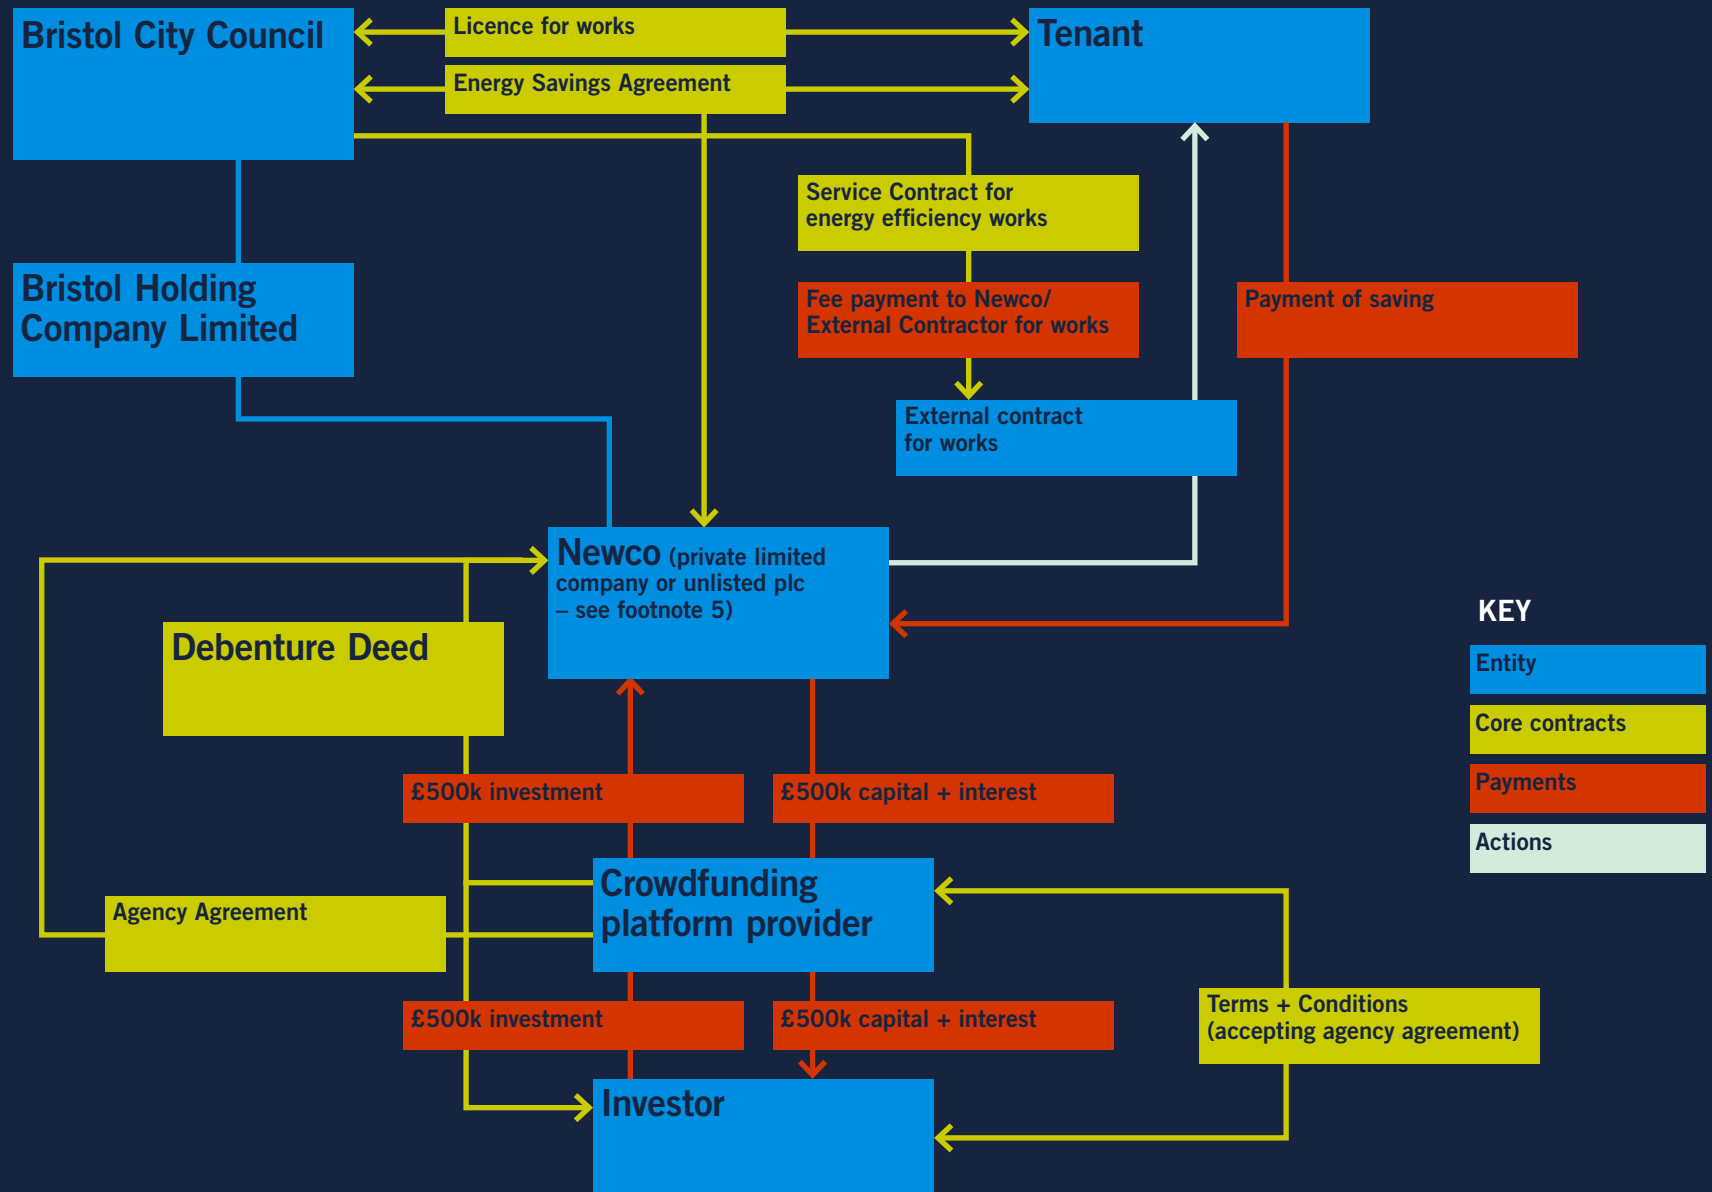 Bristol City Council
Licence for works
Energy Savings Agreement
Tenant
Service Contract for
energy efficiency works
Bristol Holding
Company Limited
Fee payment to Newco/
External Contractor for works
Payment of saving
External contract
for works
Newco (private limited
company or unlisted plc
– see footnote 5)
Debenture Deed
£500k investment
£500k capital + interest
Crowdfunding
platform provider
Agency Agreement
£500k investment
£500k capital + interest
Terms + Conditions
(accepting agency agreement)
Investor
KEY
Entity
Core contracts
Payments
Actions